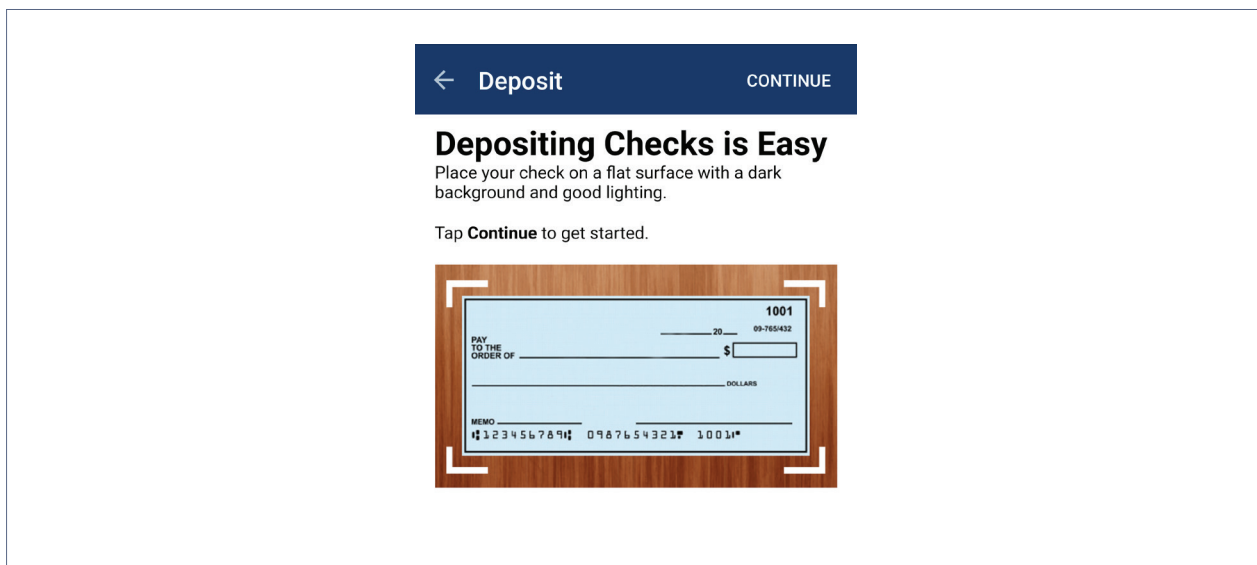 Deposit CONTINUE
Depositing Checks is Easy
Place your check on a flat surface with a dark
background and good lighting.
Tap Continue to get started.
1001
20 09-765/432
PAY
TO THE
ORDER OF $
DOLLARS
MEMO
⑆123456789⑆ 0987654321⑈ 1001⑈